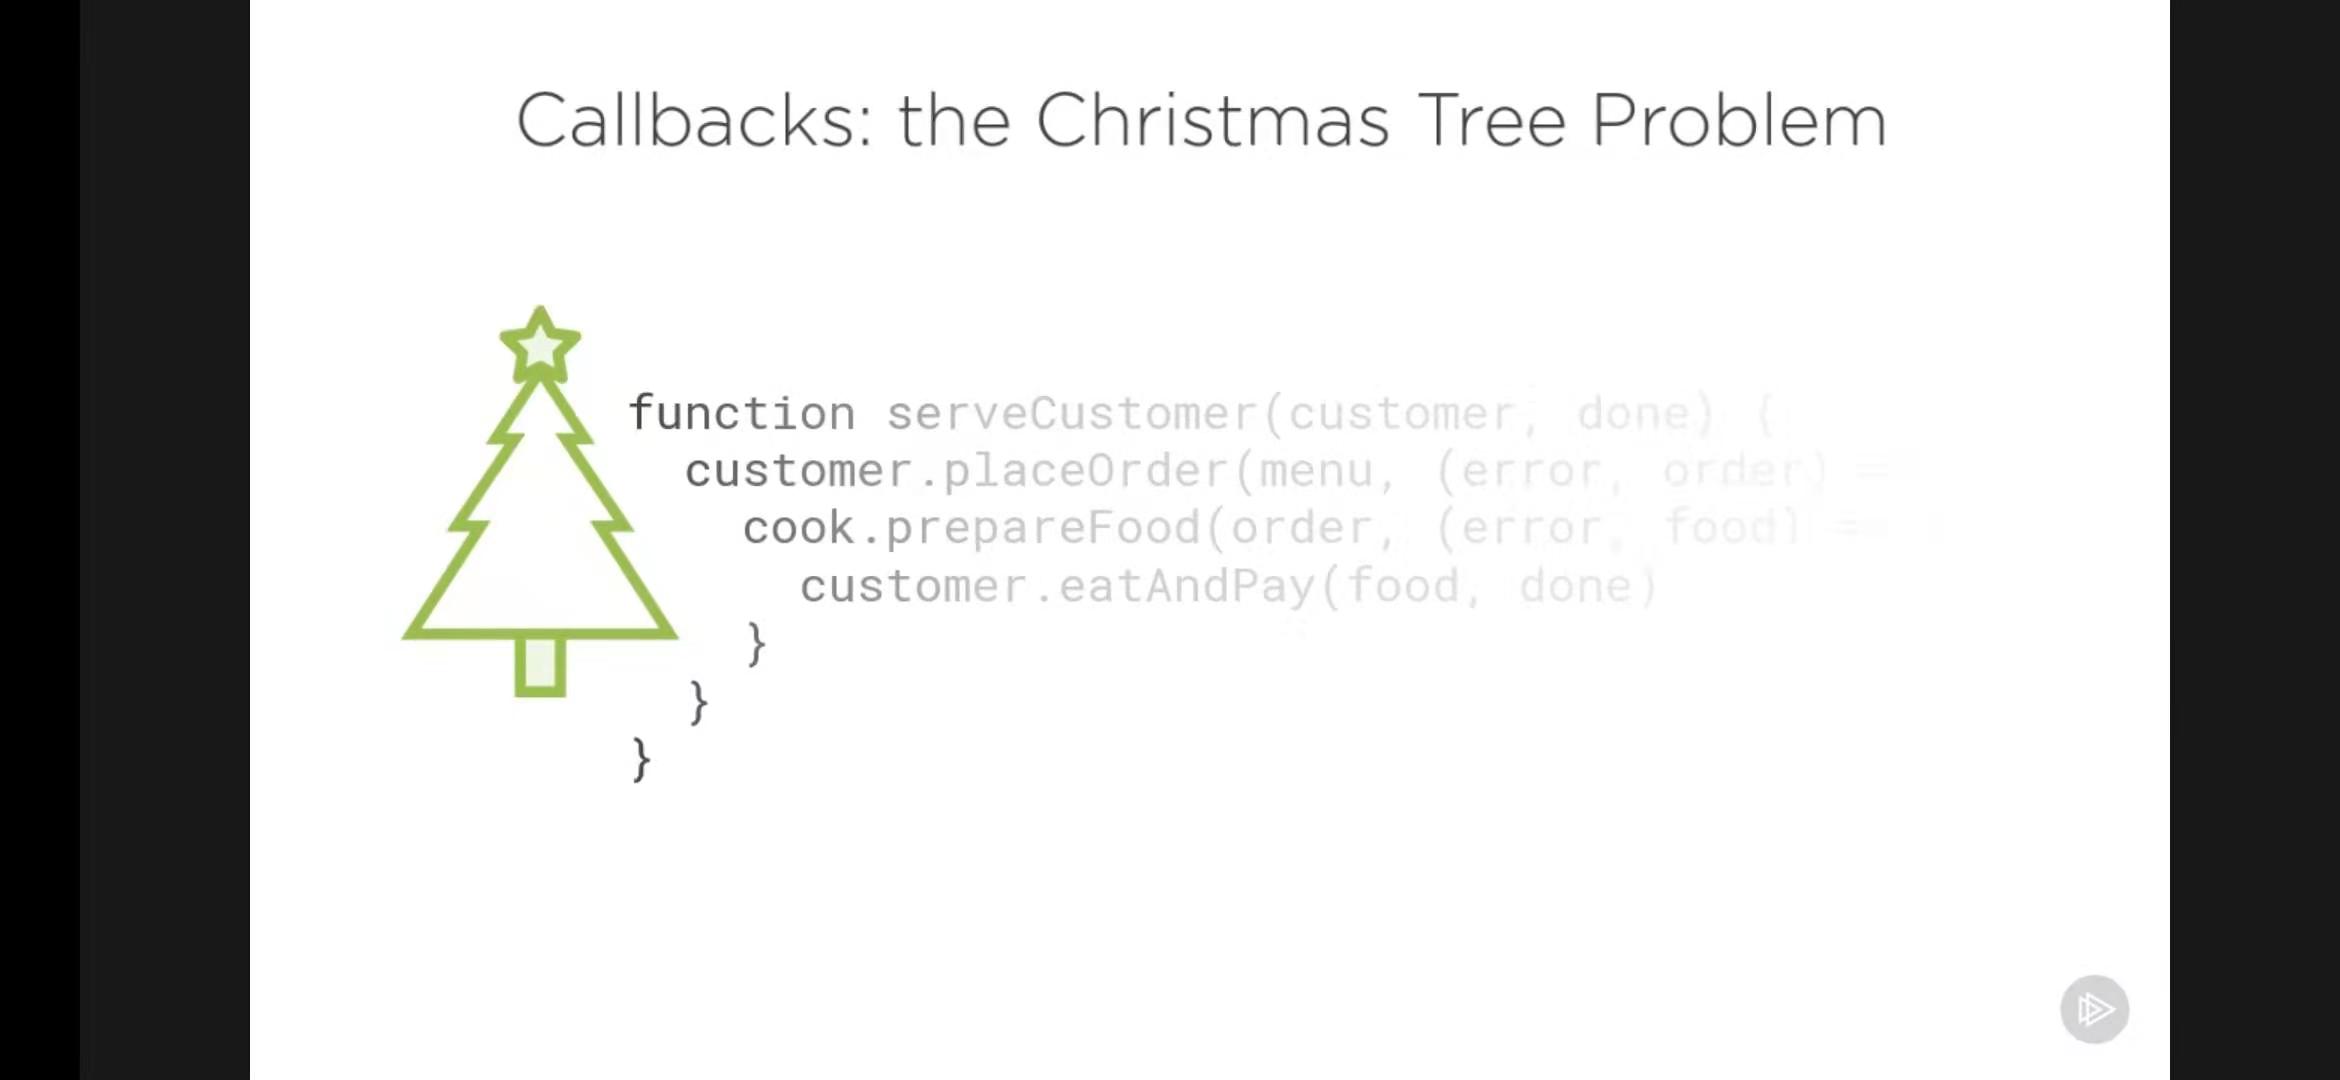 Callbacks: the Christmas Tree Problem
function serveCustomer(customer, done) {
customer.placeOrder(menu, (error, order) =
cook.prepareFood(order, (error, food) =
customer.eatAndPay(food, done)
}
}
}